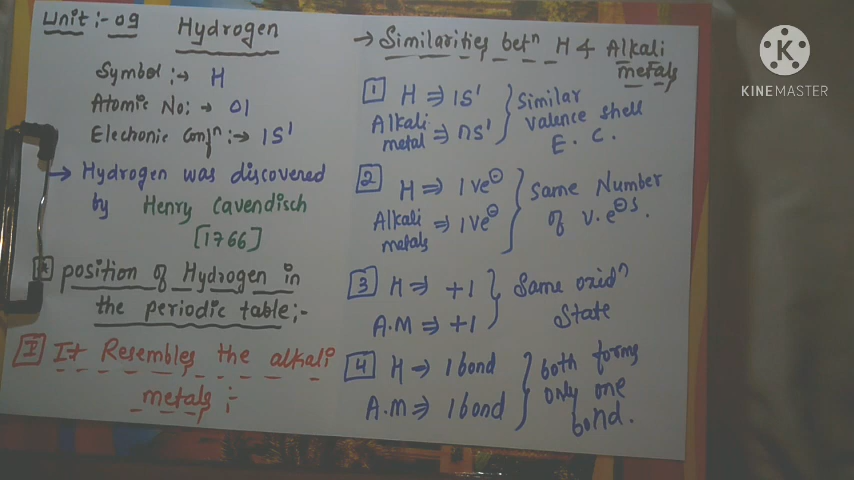 Unit :- 09
Hydrogen
Symbol :→ H
Atomic No: → 01
Electronic Confn :→ 1S¹
→ Hydrogen was discovered
by Henry Cavendisch
[1766]
* position of Hydrogen in
the periodic table;-
I It Resembles the alkali
metals ;-
→ Similarities betn H & Alkali
metals
1 H ⇒ 1S¹
Alkali
metal ⇒ nS¹
Similar
valence shell
E. C.
2 H ⇒ 1 ve⊖
Alkali
metals ⇒ 1 ve⊖
Same Number
of v. e⊖s.
3 H ⇒ +1
A.M ⇒ +1
Same oxidn
State
4 H → 1 bond
A.M ⇒ 1 bond
both forms
only one
bond.
K
KINEMASTER